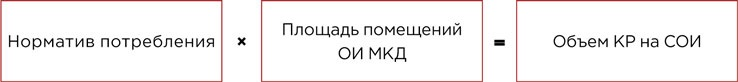 Норматив потребления × Площадь помещений
ОИ МКД = Объем КР на СОИ